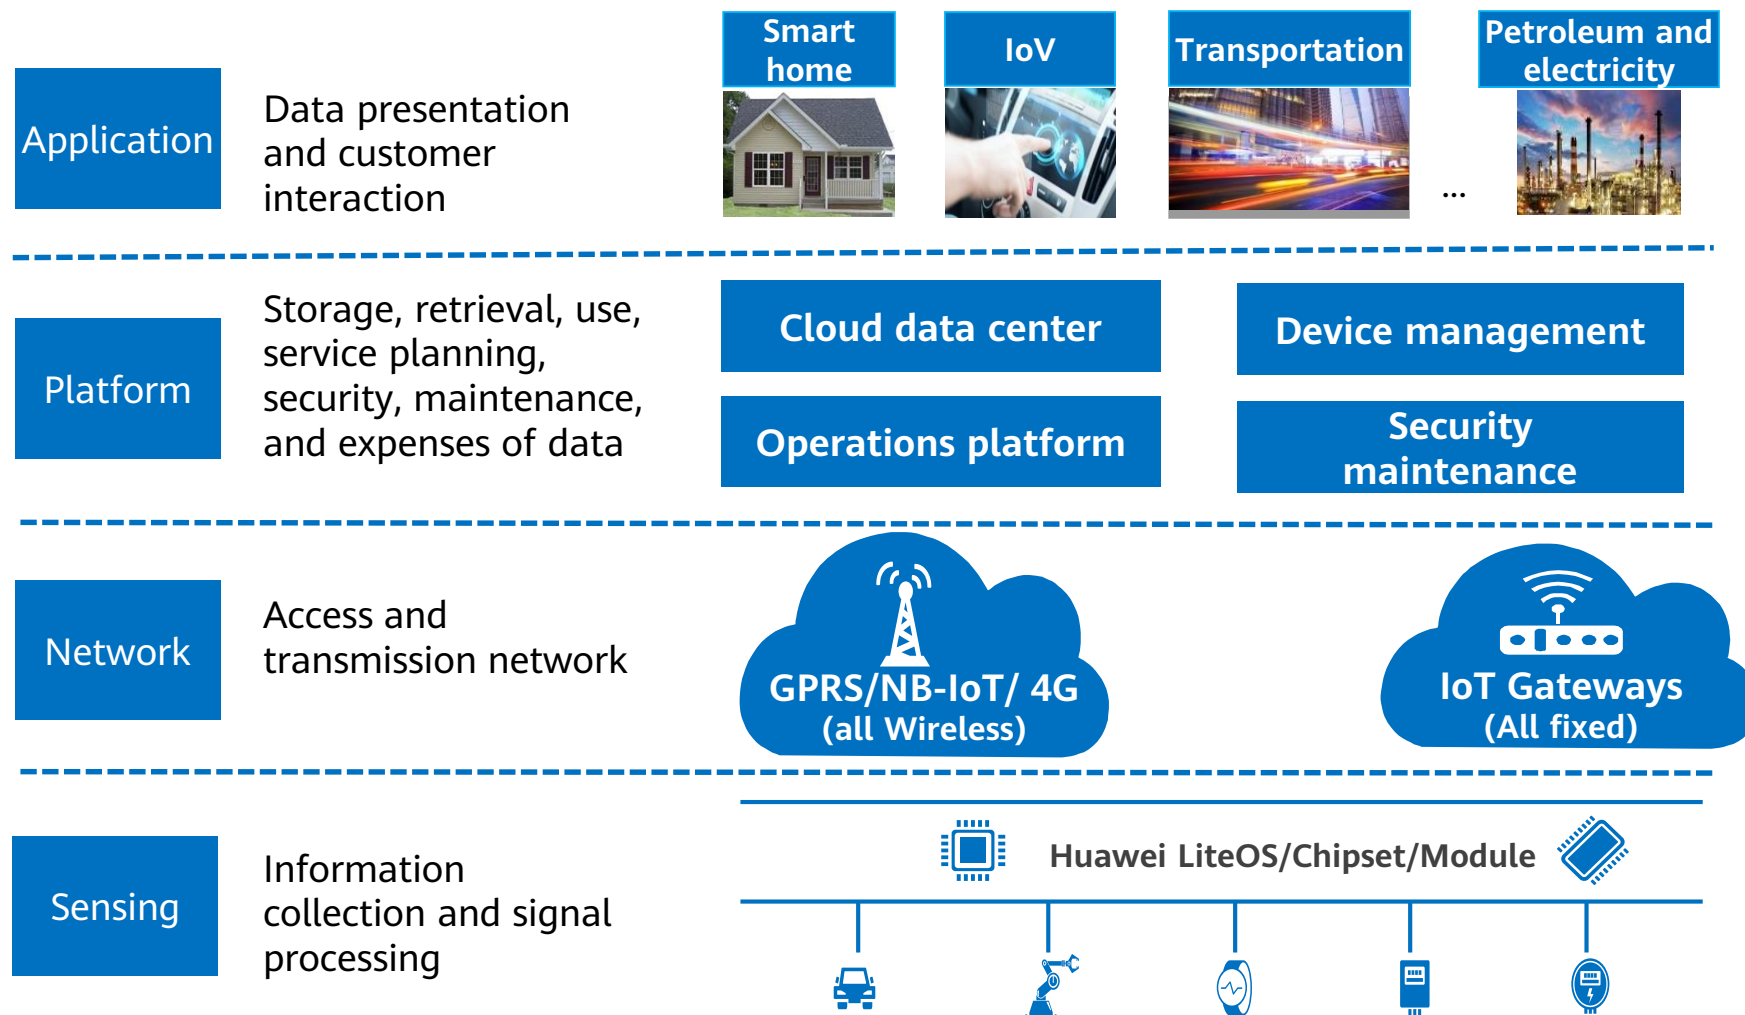 Smart
home
IoV
Transportation
Petroleum and
electricity
Application
Data presentation
and customer
interaction
...
Platform
Storage, retrieval, use,
service planning,
security, maintenance,
and expenses of data
Cloud data center
Device management
Operations platform
Security
maintenance
Network
Access and
transmission network
GPRS/NB-IoT/ 4G
(all Wireless)
IoT Gateways
(All fixed)
Sensing
Information
collection and signal
processing
Huawei LiteOS/Chipset/Module